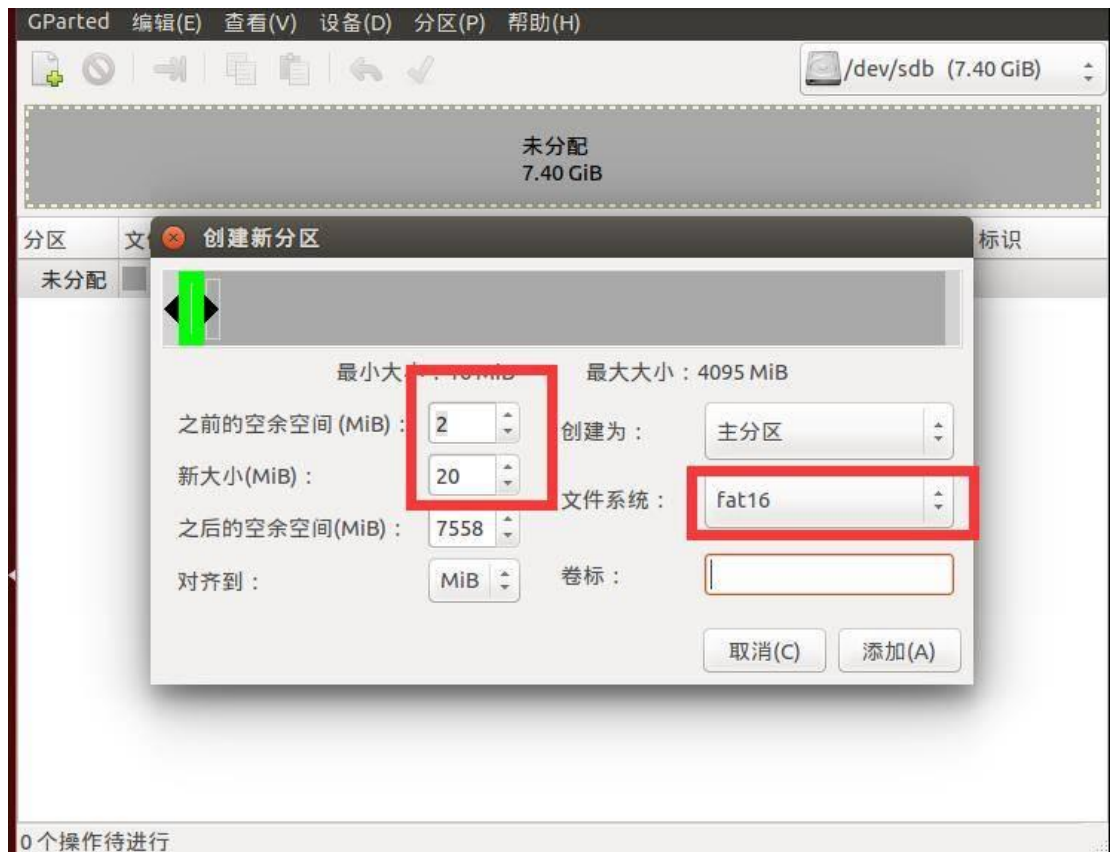 GParted 编辑(E) 查看(V) 设备(D) 分区(P) 帮助(H)
/dev/sdb (7.40 GiB)
未分配
7.40 GiB
分区 标识
创建新分区
未分配
最大大小：4095 MiB
之前的空余空间 (MiB)： 2 创建为： 主分区
新大小(MiB)： 20
文件系统： fat16
之后的空余空间(MiB)： 7558
对齐到： MiB 卷标：
取消(C) 添加(A)
0 个操作待进行